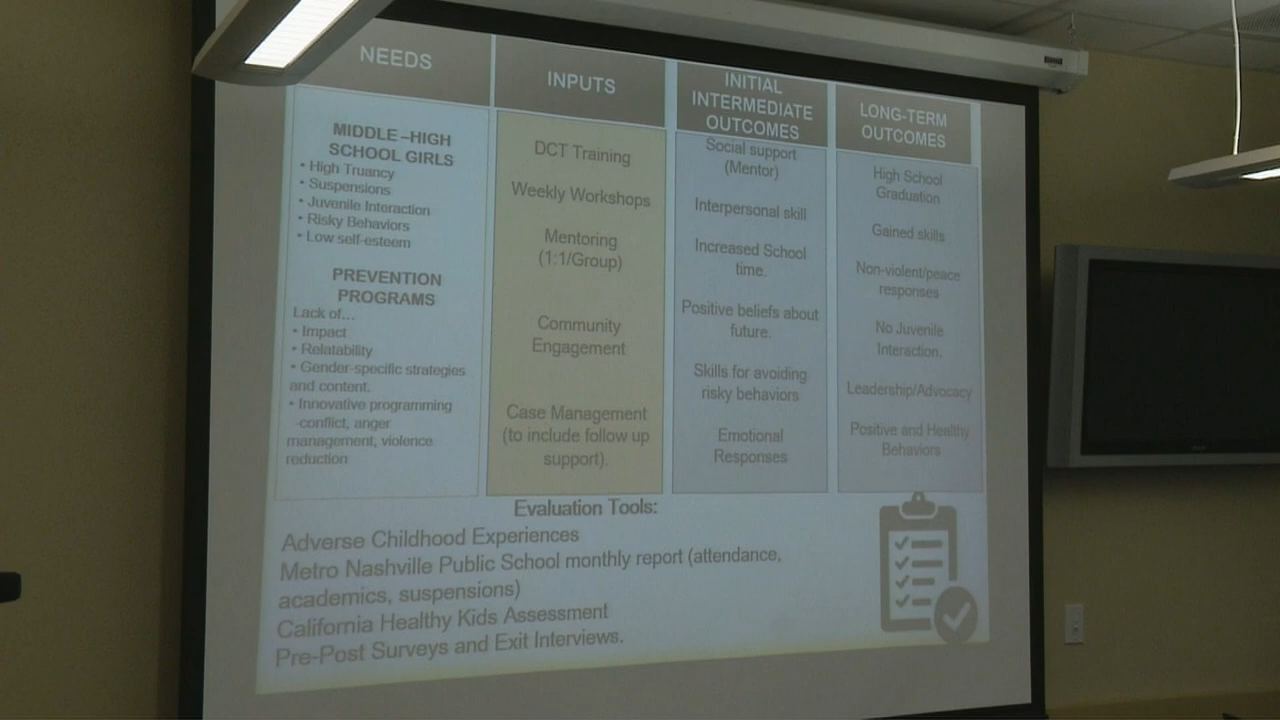 NEEDS
MIDDLE –HIGH
SCHOOL GIRLS
• High Truancy
• Suspensions
• Juvenile Interaction
• Risky Behaviors
• Low self-esteem
PREVENTION
PROGRAMS
Lack of...
• Impact
• Relatability
• Gender-specific strategies
and content.
• Innovative programming
-conflict, anger
management, violence
reduction
INPUTS
DCT Training
Weekly Workshops
Mentoring
(1:1/Group)
Community
Engagement
Case Management
(to include follow up
support).
INITIAL
INTERMEDIATE
OUTCOMES
Social support
(Mentor)
Interpersonal skill
Increased School
time.
Positive beliefs about
future.
Skills for avoiding
risky behaviors
Emotional
Responses
LONG-TERM
OUTCOMES
High School
Graduation
Gained skills
Non-violent/peace
responses
No Juvenile
Interaction.
Leadership/Advocacy
Positive and Healthy
Behaviors
Evaluation Tools:
Adverse Childhood Experiences
Metro Nashville Public School monthly report (attendance,
academics, suspensions)
California Healthy Kids Assessment
Pre-Post Surveys and Exit Interviews.